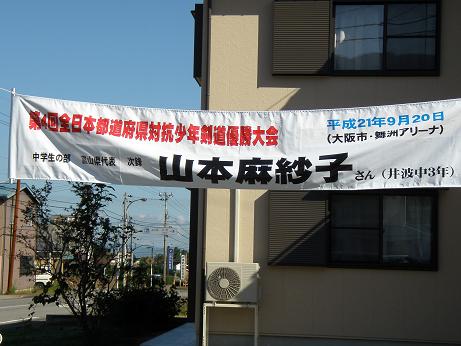 第4回全日本都道府県対抗少年剣道優勝大会
平成21年9月20日
(大阪市・舞洲アリーナ)
中学生の部 富山県代表 次鋒 山本麻紗子さん(井波中3年)